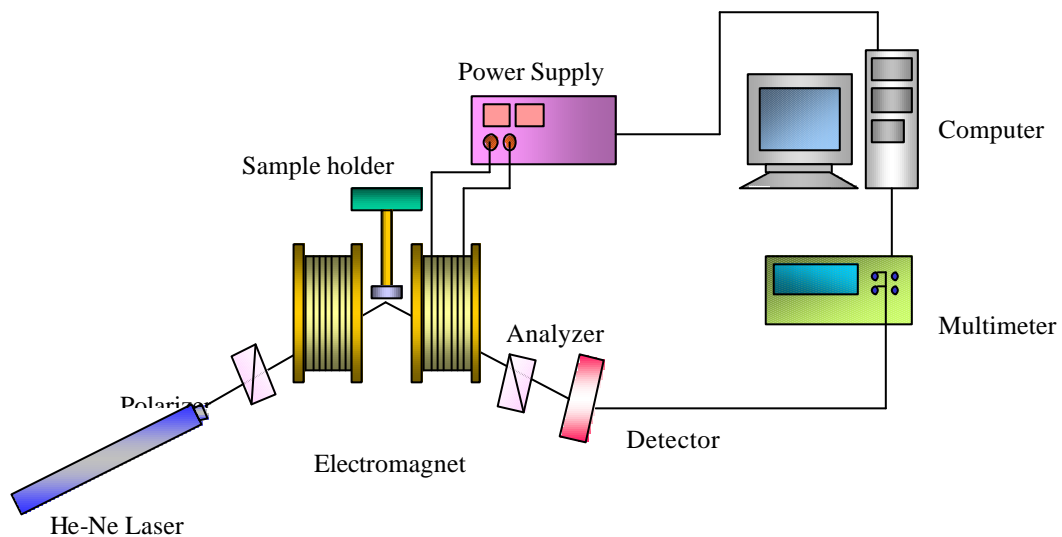 Power Supply
Computer
Sample holder
Multimeter
Analyzer
Polarizer
Detector
Electromagnet
He-Ne Laser